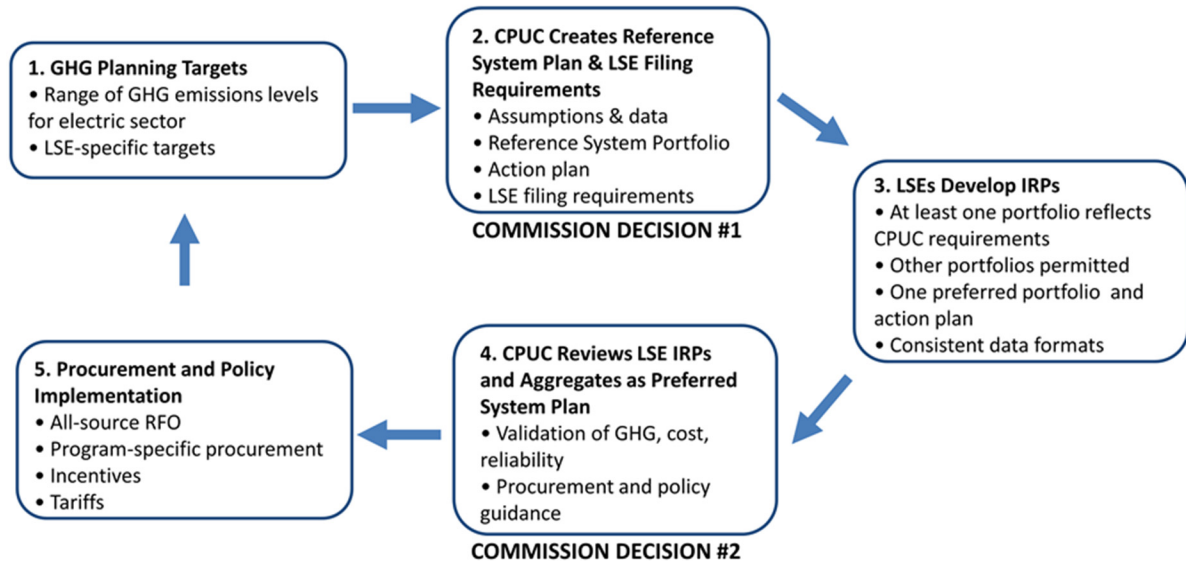 1. GHG Planning Targets
• Range of GHG emissions levels
for electric sector
• LSE-specific targets
2. CPUC Creates Reference
System Plan & LSE Filing
Requirements
• Assumptions & data
• Reference System Portfolio
• Action plan
• LSE filing requirements
COMMISSION DECISION #1
3. LSEs Develop IRPs
• At least one portfolio reflects
CPUC requirements
• Other portfolios permitted
• One preferred portfolio and
action plan
• Consistent data formats
4. CPUC Reviews LSE IRPs
and Aggregates as Preferred
System Plan
• Validation of GHG, cost,
reliability
• Procurement and policy
guidance
COMMISSION DECISION #2
5. Procurement and Policy
Implementation
• All-source RFO
• Program-specific procurement
• Incentives
• Tariffs